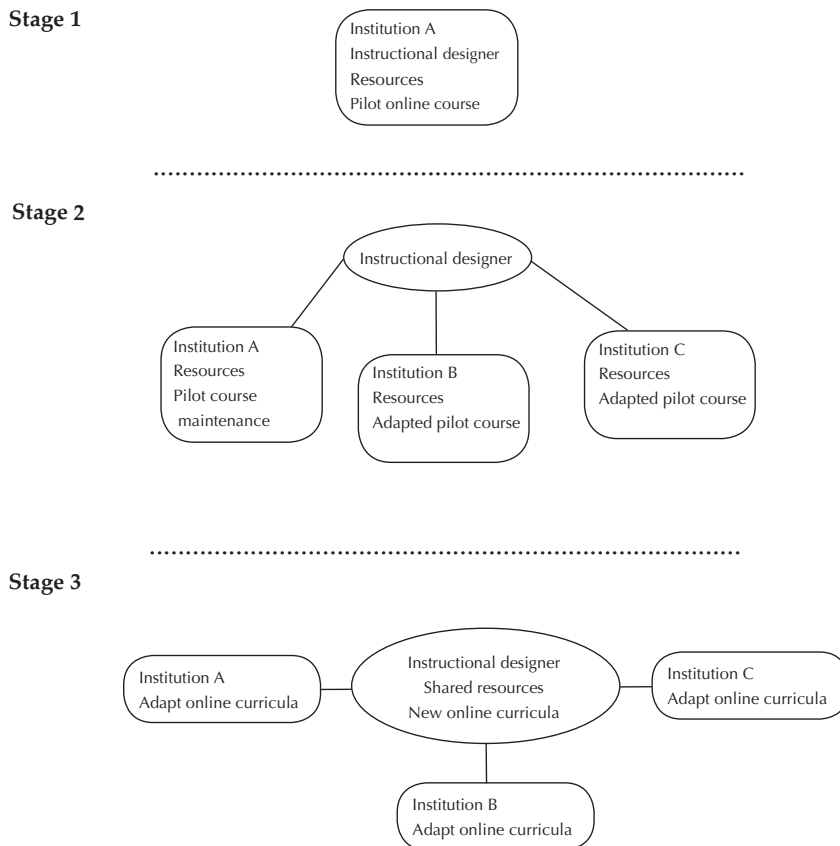 Stage 1
Institution A
Instructional designer
Resources
Pilot online course
Stage 2
Instructional designer
Institution A
Resources
Pilot course
maintenance
Institution B
Resources
Adapted pilot course
Institution C
Resources
Adapted pilot course
Stage 3
Institution A
Adapt online curricula
Instructional designer
Shared resources
New online curricula
Institution C
Adapt online curricula
Institution B
Adapt online curricula